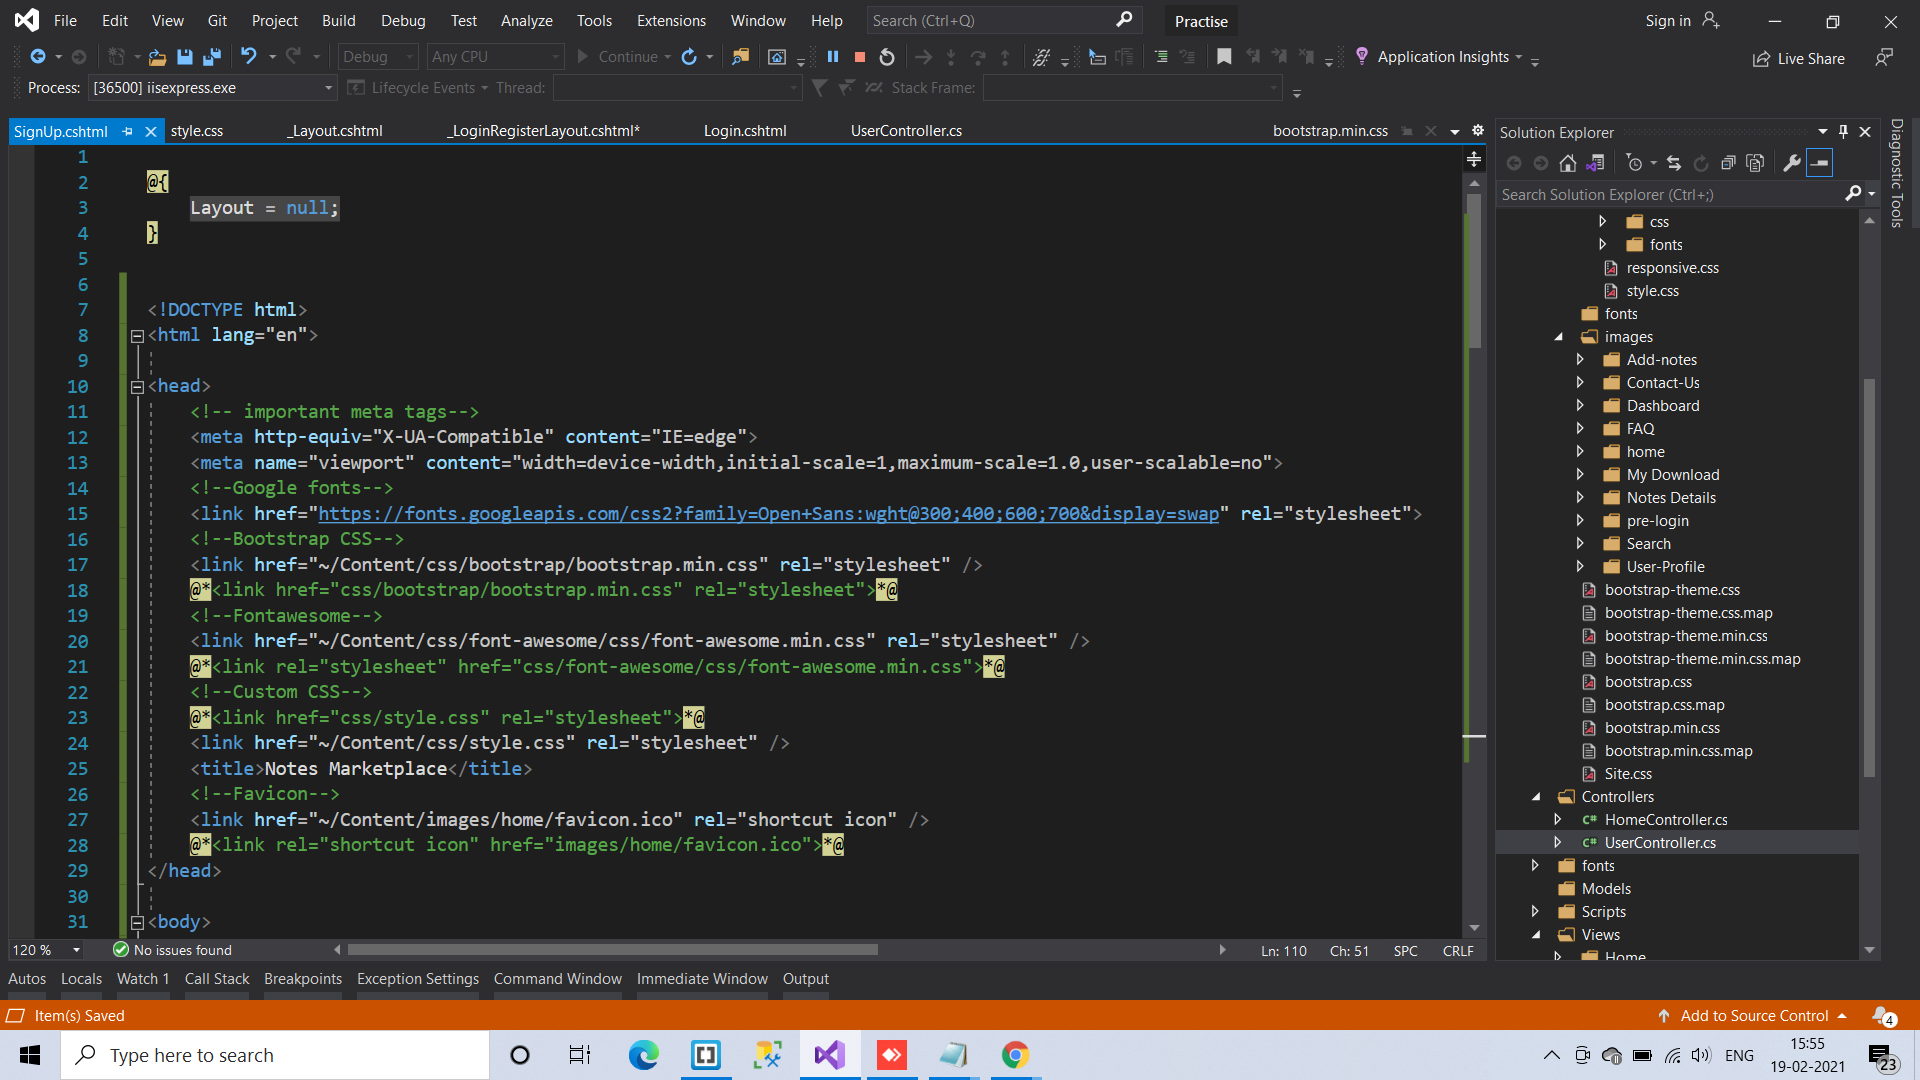 File Edit View Git Project Build Debug Test Analyze Tools Extensions Window Help Search (Ctrl+Q) Practise Sign in
Debug Any CPU Continue Application Insights Live Share
Process: [36500] iisexpress.exe Lifecycle Events Thread: Stack Frame:
SignUp.cshtml style.css _Layout.cshtml _LoginRegisterLayout.cshtml* Login.cshtml UserController.cs bootstrap.min.css
1
2 @{
3 Layout = null;
4 }
5
6
7 <!DOCTYPE html>
8 <html lang="en">
9
10 <head>
11 <!-- important meta tags-->
12 <meta http-equiv="X-UA-Compatible" content="IE=edge">
13 <meta name="viewport" content="width=device-width,initial-scale=1,maximum-scale=1.0,user-scalable=no">
14 <!--Google fonts-->
15 <link href="https://fonts.googleapis.com/css2?family=Open+Sans:wght@300;400;600;700&display=swap" rel="stylesheet">
16 <!--Bootstrap CSS-->
17 <link href="~/Content/css/bootstrap/bootstrap.min.css" rel="stylesheet" />
18 @*<link href="css/bootstrap/bootstrap.min.css" rel="stylesheet">*@
19 <!--Fontawesome-->
20 <link href="~/Content/css/font-awesome/css/font-awesome.min.css" rel="stylesheet" />
21 @*<link rel="stylesheet" href="css/font-awesome/css/font-awesome.min.css">*@
22 <!--Custom CSS-->
23 @*<link href="css/style.css" rel="stylesheet">*@
24 <link href="~/Content/css/style.css" rel="stylesheet" />
25 <title>Notes Marketplace</title>
26 <!--Favicon-->
27 <link href="~/Content/images/home/favicon.ico" rel="shortcut icon" />
28 @*<link rel="shortcut icon" href="images/home/favicon.ico">*@
29 </head>
30
31 <body>
120 % No issues found Ln: 110 Ch: 51 SPC CRLF
Solution Explorer
Search Solution Explorer (Ctrl+;)
css
fonts
responsive.css
style.css
fonts
images
Add-notes
Contact-Us
Dashboard
FAQ
home
My Download
Notes Details
pre-login
Search
User-Profile
bootstrap-theme.css
bootstrap-theme.css.map
bootstrap-theme.min.css
bootstrap-theme.min.css.map
bootstrap.css
bootstrap.css.map
bootstrap.min.css
bootstrap.min.css.map
Site.css
Controllers
C# HomeController.cs
C# UserController.cs
fonts
Models
Scripts
Views
Home
Diagnostic Tools
Autos Locals Watch 1 Call Stack Breakpoints Exception Settings Command Window Immediate Window Output
Item(s) Saved Add to Source Control 4
Type here to search ENG 15:55
19-02-2021 23